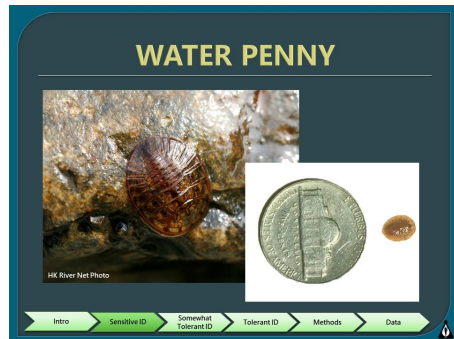 WATER PENNY
HK River Net Photo
Intro
Sensitive ID
Somewhat
Tolerant ID
Tolerant ID
Methods
Data